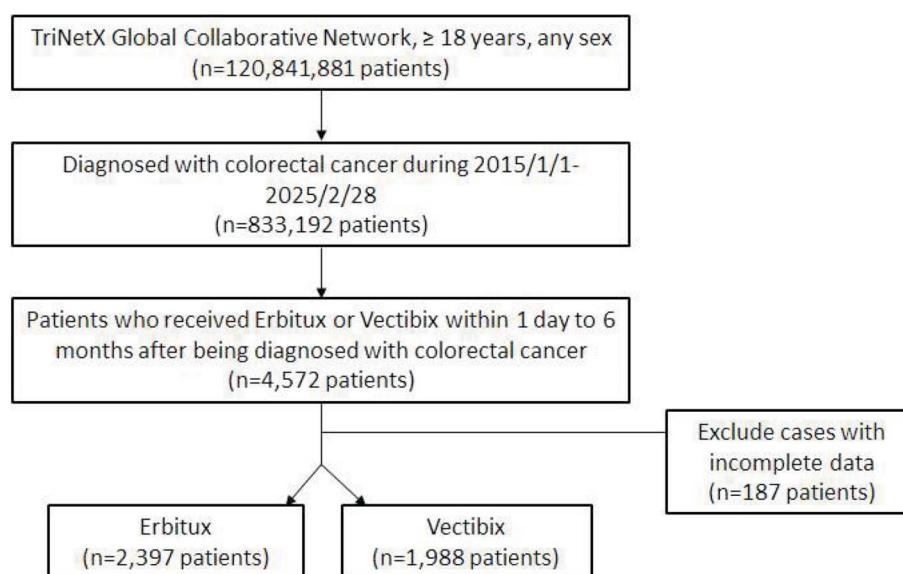 TriNetX Global Collaborative Network, ≥ 18 years, any sex
(n=120,841,881 patients)
Diagnosed with colorectal cancer during 2015/1/1-
2025/2/28
(n=833,192 patients)
Patients who received Erbitux or Vectibix within 1 day to 6
months after being diagnosed with colorectal cancer
(n=4,572 patients)
Exclude cases with
incomplete data
(n=187 patients)
Erbitux
(n=2,397 patients)
Vectibix
(n=1,988 patients)